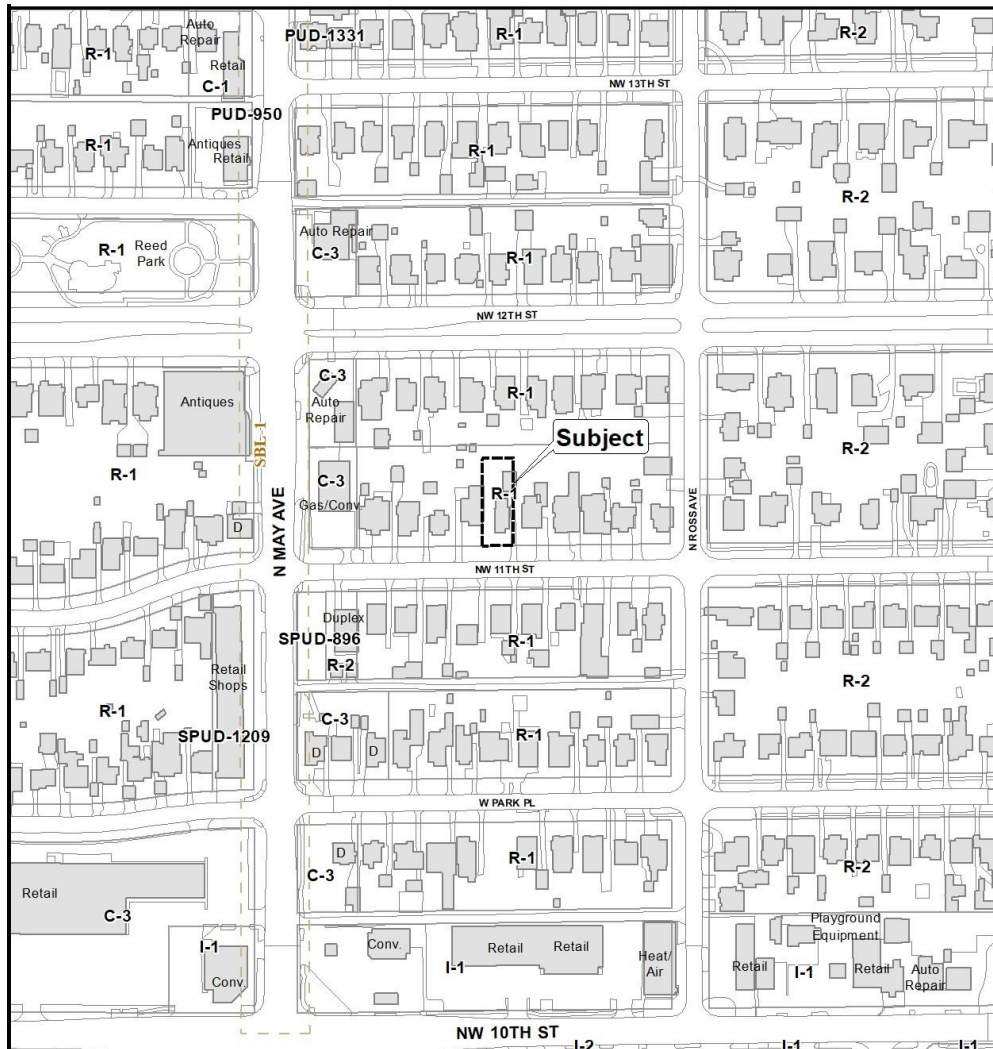 Auto
Repair
R-1
Retail
C-1
PUD-1331
R-1
R-2
NW 13TH ST
PUD-950
R-1
Antiques
Retail
R-1
R-2
R-1
Reed
Park
Auto Repair
C-3
R-1
NW 12TH ST
C-3
Auto
Repair
R-1
Antiques
Subject
SBL-1
R-1
C-3
Gas/Conv.
R-1
R-2
D
N MAY AVE
N ROSS AVE
NW 11TH ST
Duplex
SPUD-896
R-2
R-1
Retail
Shops
R-2
R-1
SPUD-1209
C-3
D
D
R-1
W PARK PL
D
C-3
R-1
R-2
Retail
C-3
I-1
Conv.
Conv.
Retail
Retail
I-1
Heat/
Air
Playground
Equipment
Retail
I-1
Retail
Auto
Repair
NW 10TH ST
I-2
I-1
I-1